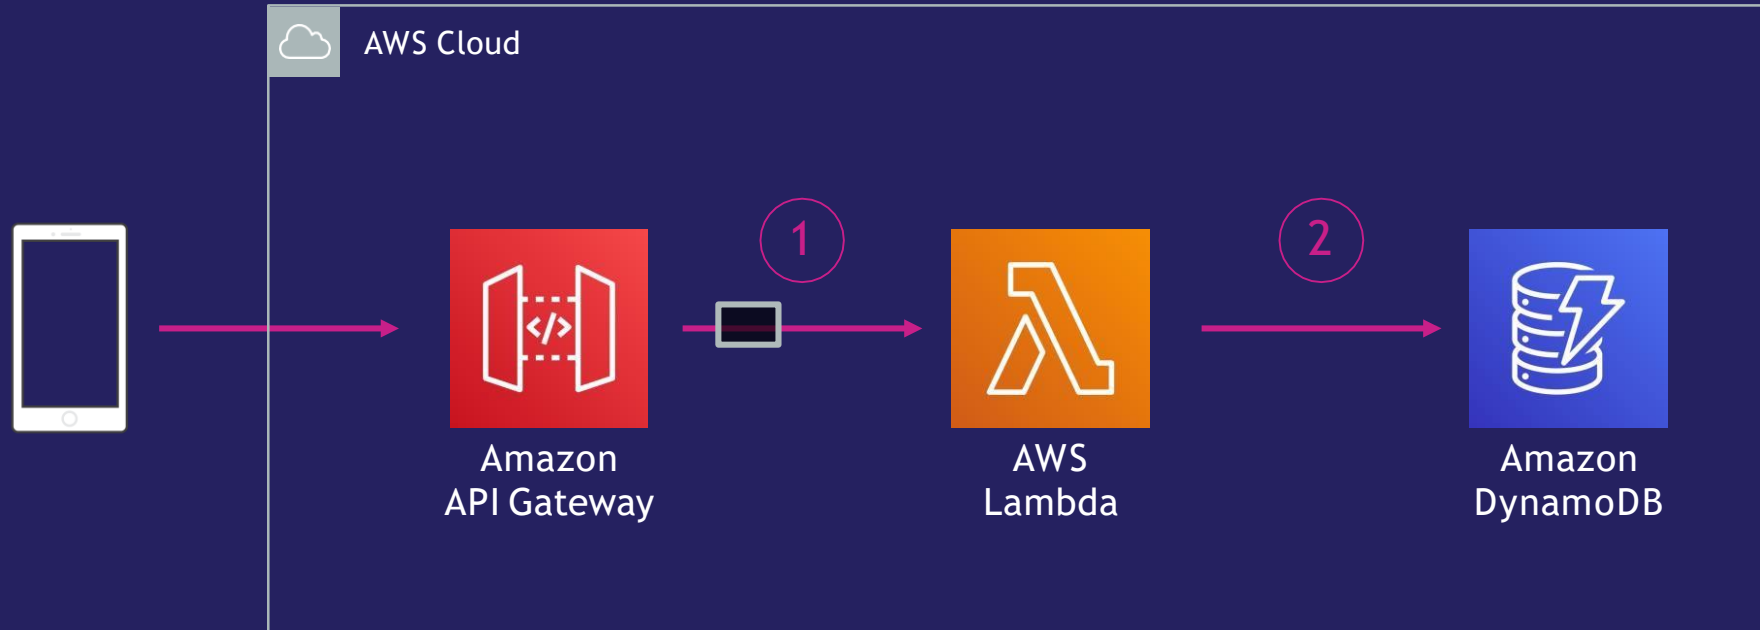 AWS Cloud
1
2
</>
Amazon
API Gateway
AWS
Lambda
Amazon
DynamoDB